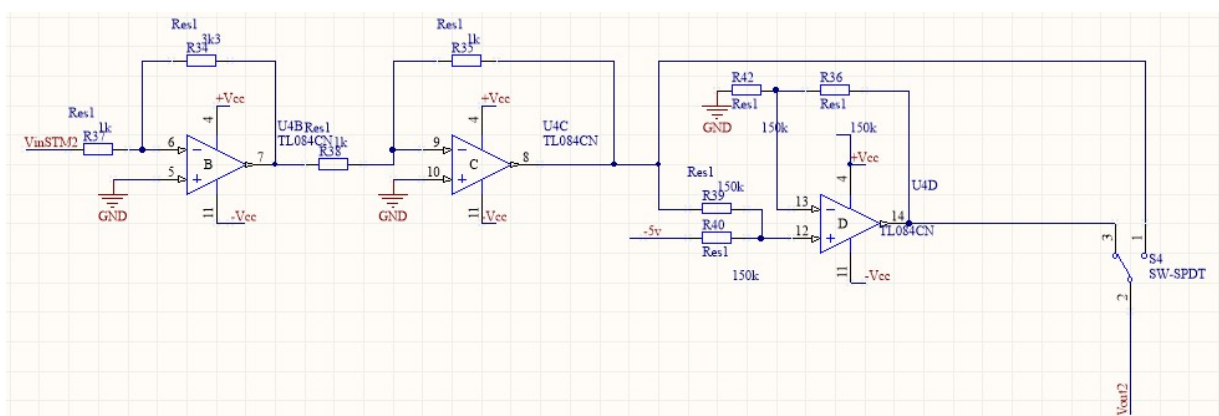 Res1
3k3
R34
Res1
1k
R35
+Vcc
4
+Vcc
4
R42
Res1
GND
150k
R36
Res1
150k
+Vcc
4
Res1
1k
VinSTM2
R37
6
5
B
7
U4B
TL084CN
Res1
1k
R38
9
10
C
8
U4C
TL084CN
GND
11
-Vcc
GND
11
-Vcc
Res1
150k
R39
-5v
R40
Res1
150k
13
12
D
14
U4D
TL084CN
11
-Vcc
3
1
S4
SW-SPDT
2
Vout2